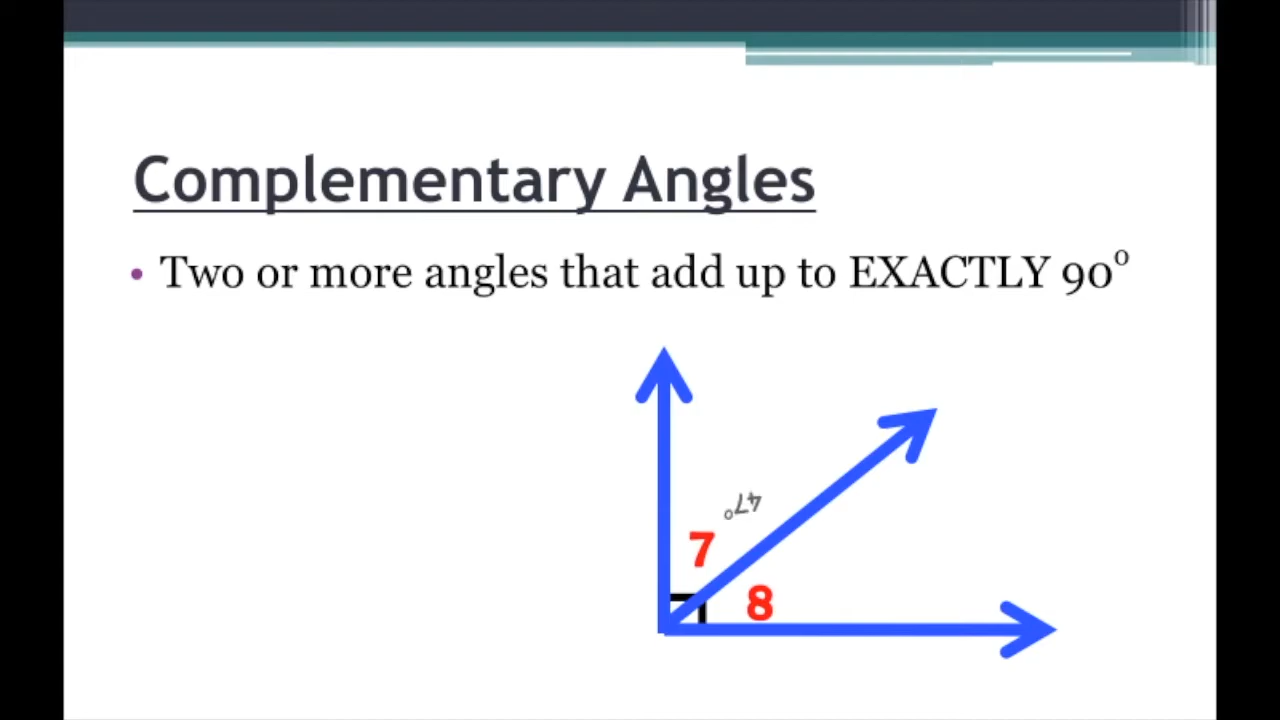 Complementary Angles
• Two or more angles that add up to EXACTLY 90⁰
47°
7
8